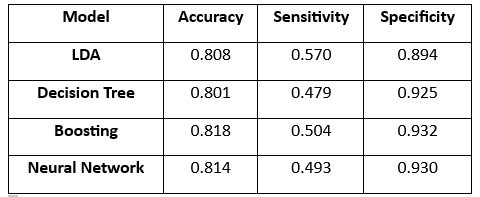 Model Accuracy Sensitivity Specificity
LDA 0.808 0.570 0.894
Decision Tree 0.801 0.479 0.925
Boosting 0.818 0.504 0.932
Neural Network 0.814 0.493 0.930